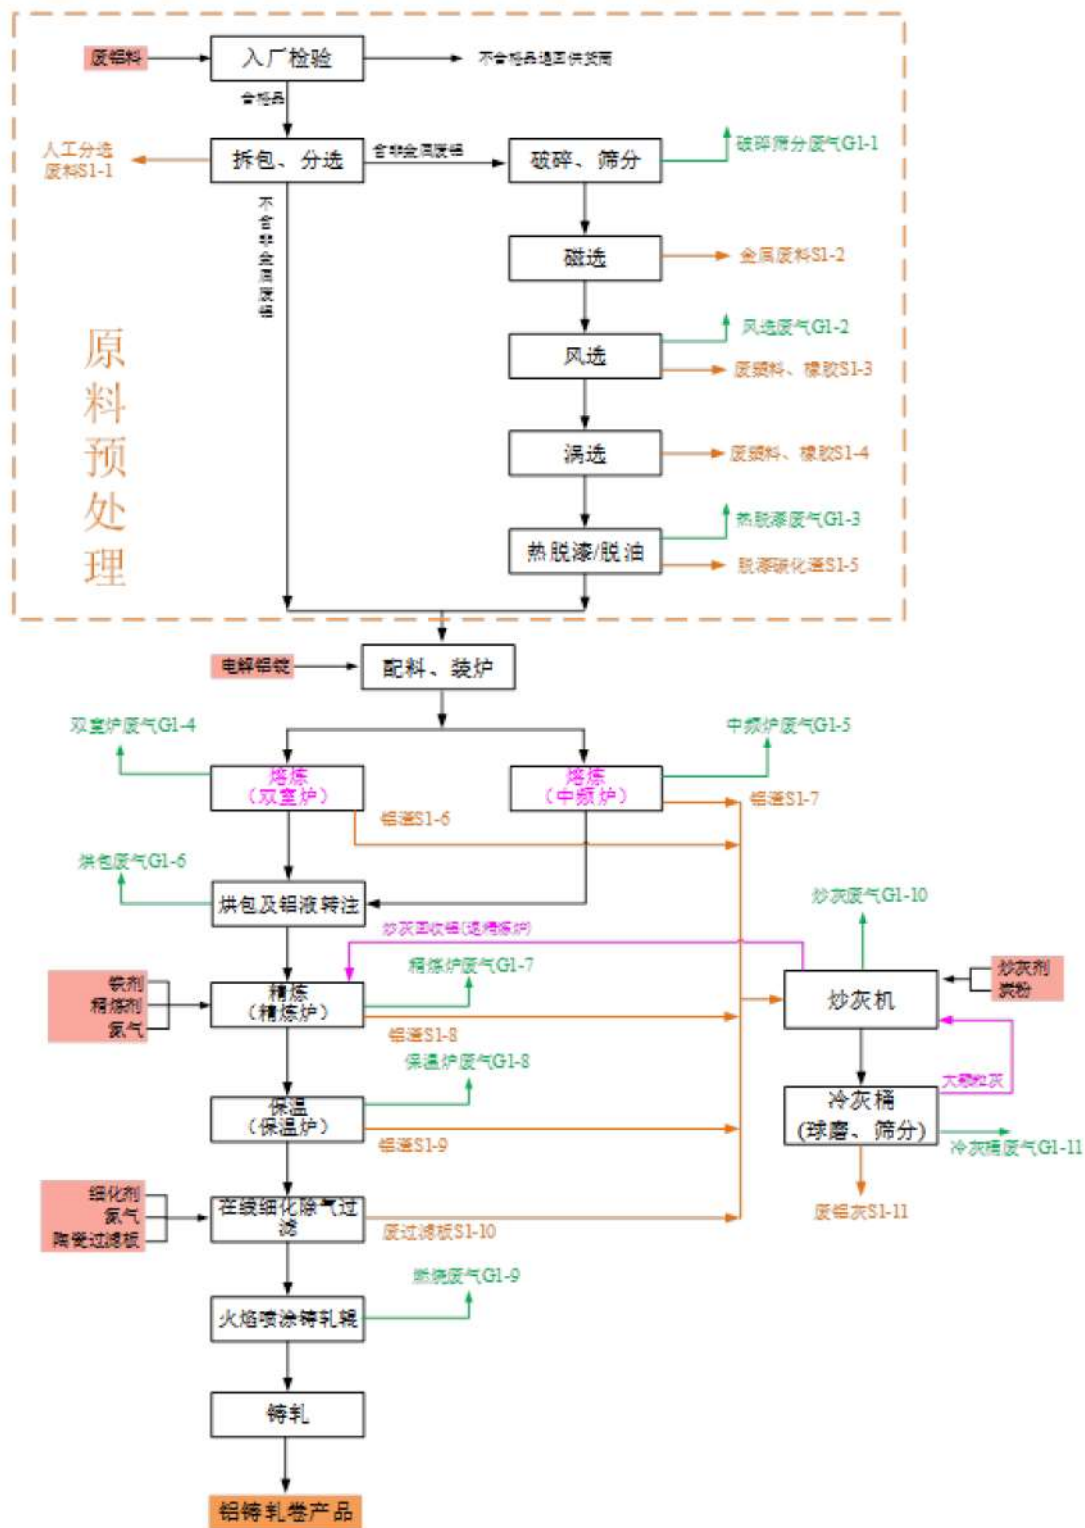 废铝料
入厂检验
不合格品退回供货商
合格品
人工分选
废料S1-1
拆包、分选
含非金属废铝
破碎、筛分
破碎筛分废气G1-1
不含非金属废铝
磁选
金属废料S1-2
原料预处理
风选废气G1-2
风选
废塑料、橡胶S1-3
涡选
废塑料、橡胶S1-4
热脱漆废气G1-3
热脱漆/脱油
脱漆碳化渣S1-5
电解铝锭
配料、装炉
双室炉废气G1-4
中频炉废气G1-5
熔炼
（双室炉）
熔炼
（中频炉）
铝渣S1-6
铝渣S1-7
烘包废气G1-6
烘包及铝液转注
炒灰废气G1-10
炒灰回收铝(返精炼炉)
精炼炉废气G1-7
镁剂
精炼剂
氮气
精炼
（精炼炉）
铝渣S1-8
炒灰机
炒灰剂
炭粉
保温炉废气G1-8
大颗粒灰
保温
（保温炉）
铝渣S1-9
冷灰桶
(球磨、筛分)
冷灰桶废气G1-11
细化剂
氮气
陶瓷过滤板
在线细化除气过
滤
废过滤板S1-10
废铝灰S1-11
燃烧废气G1-9
火焰喷涂铸轧辊
铸轧
铝铸轧卷产品